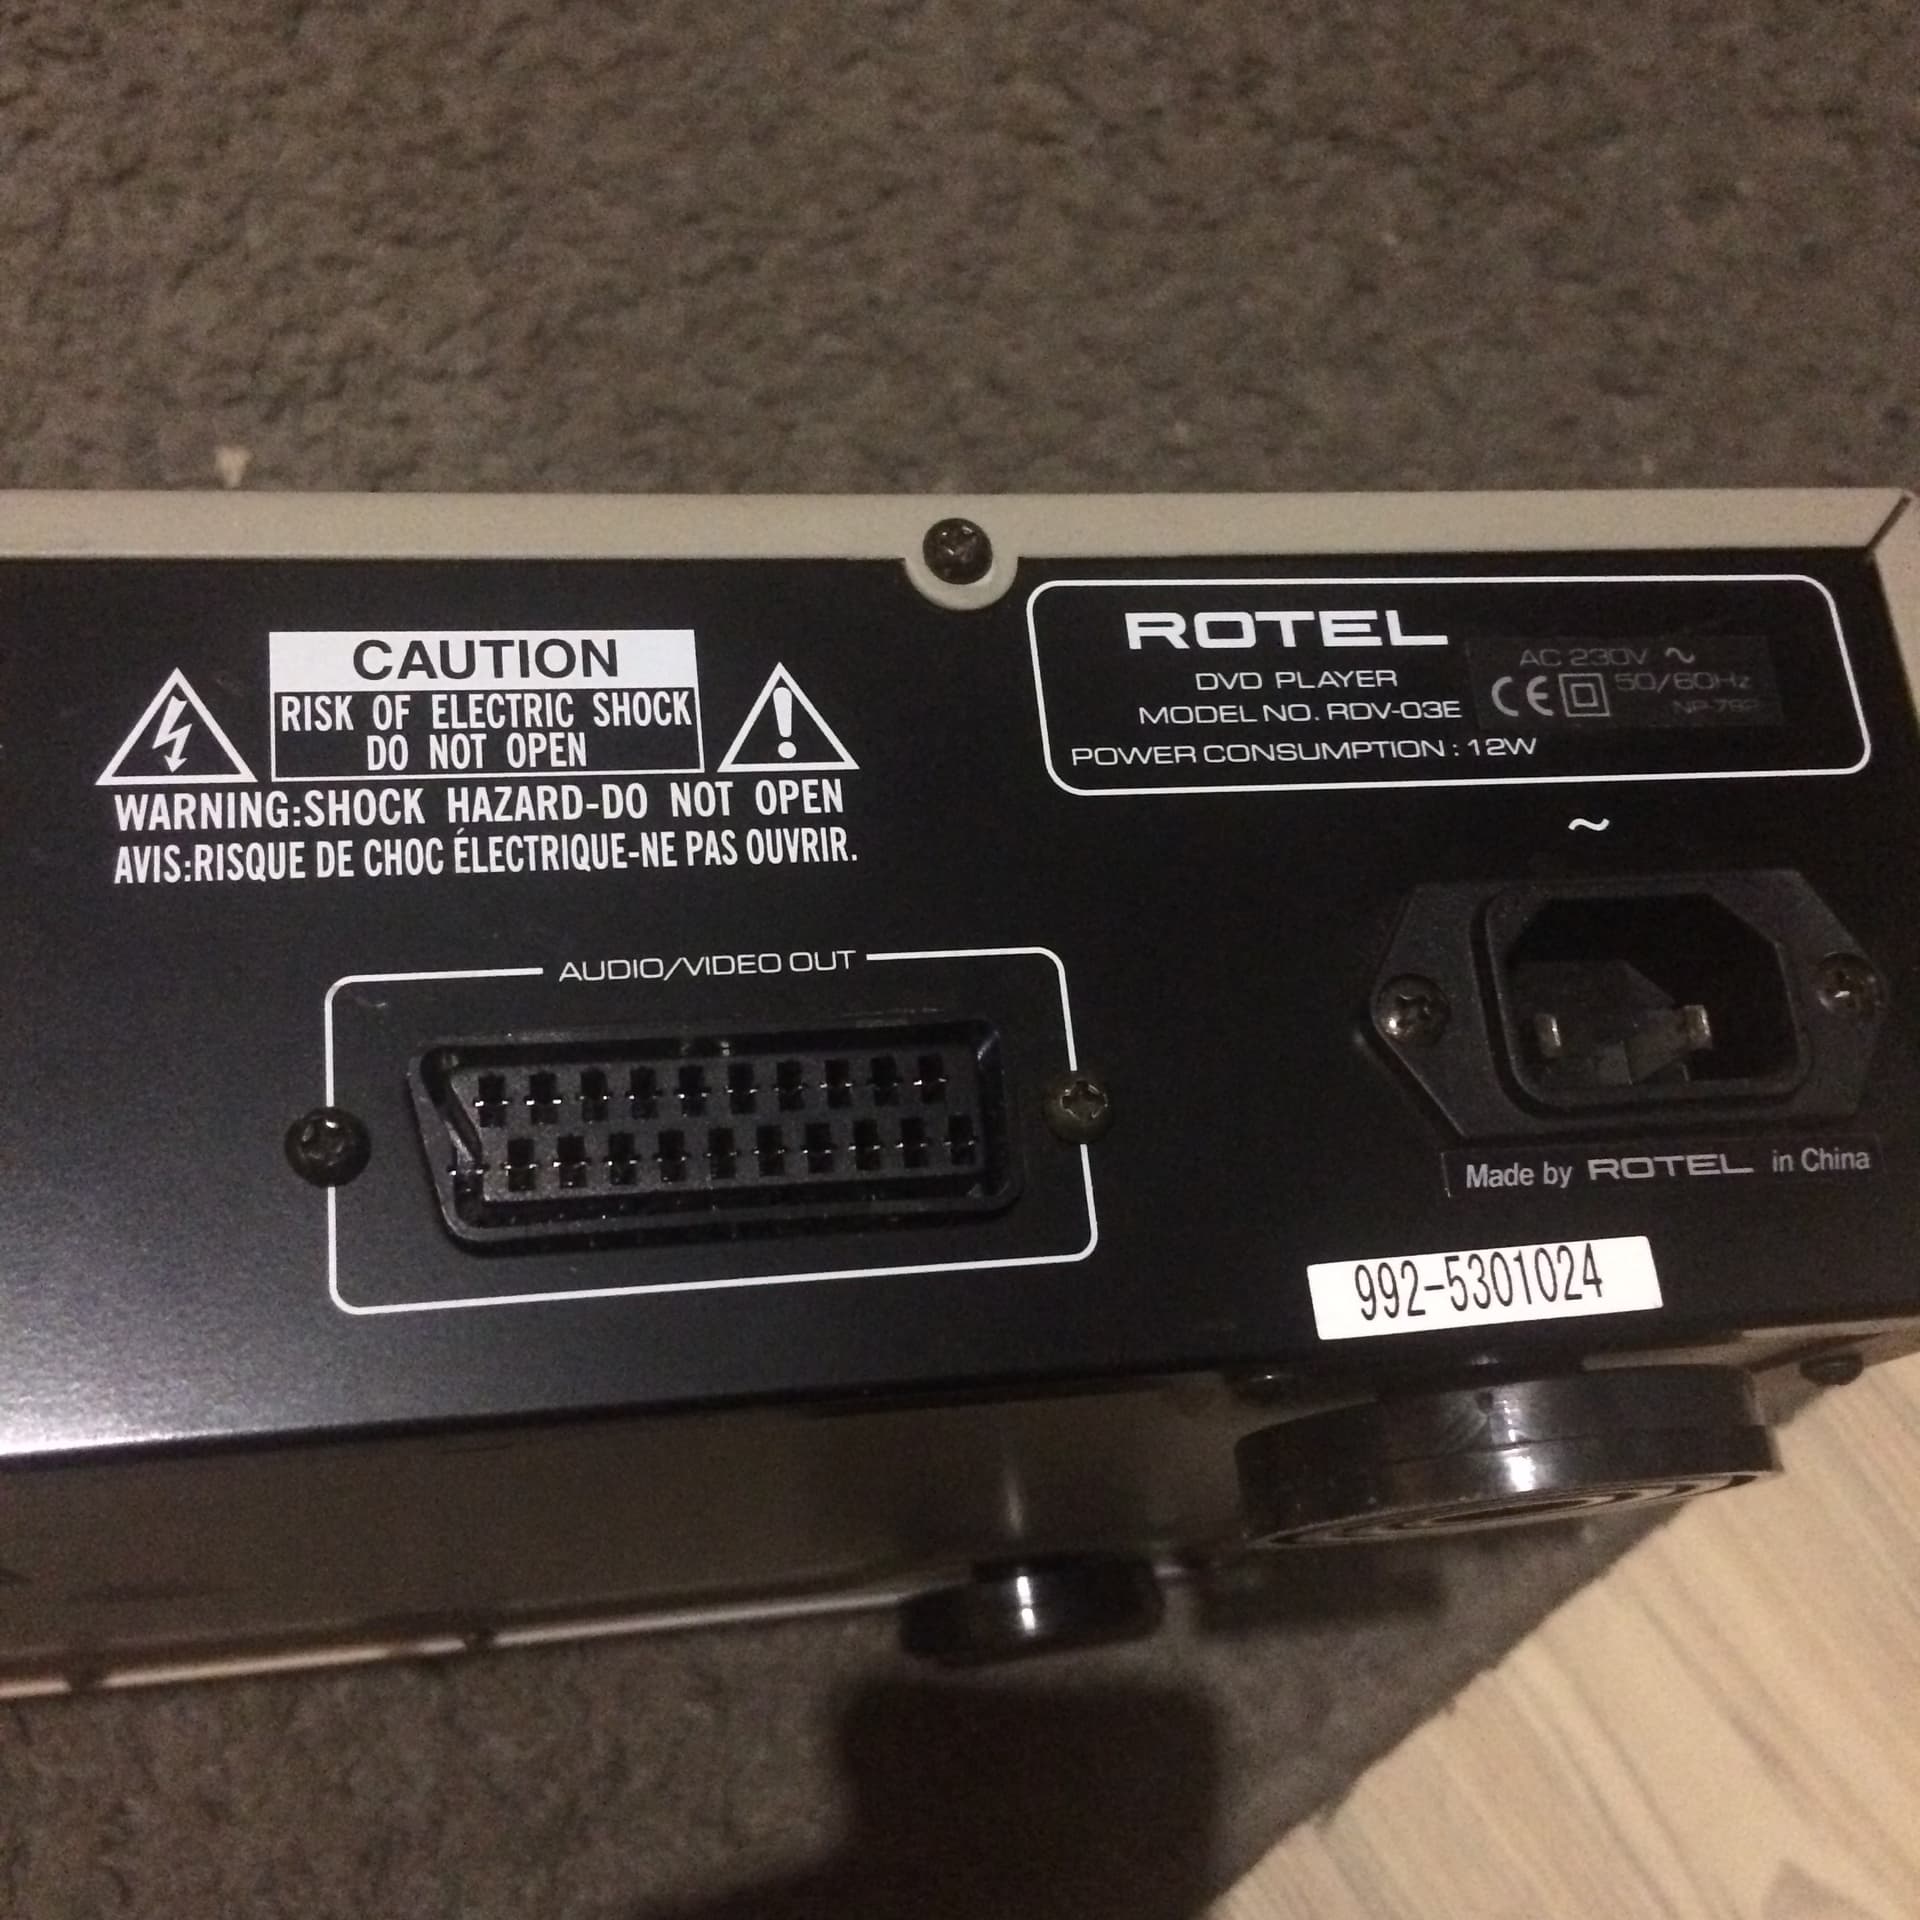 CAUTION
RISK OF ELECTRIC SHOCK
DO NOT OPEN
WARNING:SHOCK HAZARD-DO NOT OPEN
AVIS:RISQUE DE CHOC ÉLECTRIQUE-NE PAS OUVRIR.
ROTEL
DVD PLAYER
MODEL NO. RDV-03E
POWER CONSUMPTION : 12W
AC 230V ~
CE 50/60Hz
~
AUDIO/VIDEO OUT
Made by ROTEL in China
992-5301024